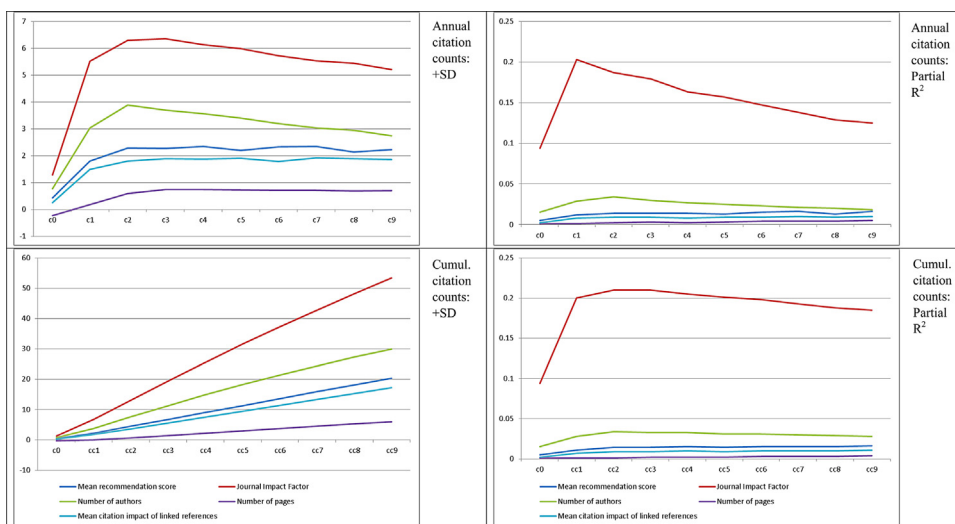 7
6
5
4
3
2
1
0
-1
c0 c1 c2 c3 c4 c5 c6 c7 c8 c9
Annual
citation
counts:
+SD
0.25
0.2
0.15
0.1
0.05
0
c0 c1 c2 c3 c4 c5 c6 c7 c8 c9
Annual
citation
counts:
Partial
R²
60
50
40
30
20
10
0
-10
c0 cc1 cc2 cc3 cc4 cc5 cc6 cc7 cc8 cc9
Mean recommendation score Journal Impact Factor
Number of authors Number of pages
Mean citation impact of linked references
Cumul.
citation
counts:
+SD
0.25
0.2
0.15
0.1
0.05
0
c0 cc1 cc2 cc3 cc4 cc5 cc6 cc7 cc8 cc9
Mean recommendation score Journal Impact Factor
Number of authors Number of pages
Mean citation impact of linked references
Cumul.
citation
counts:
Partial
R²